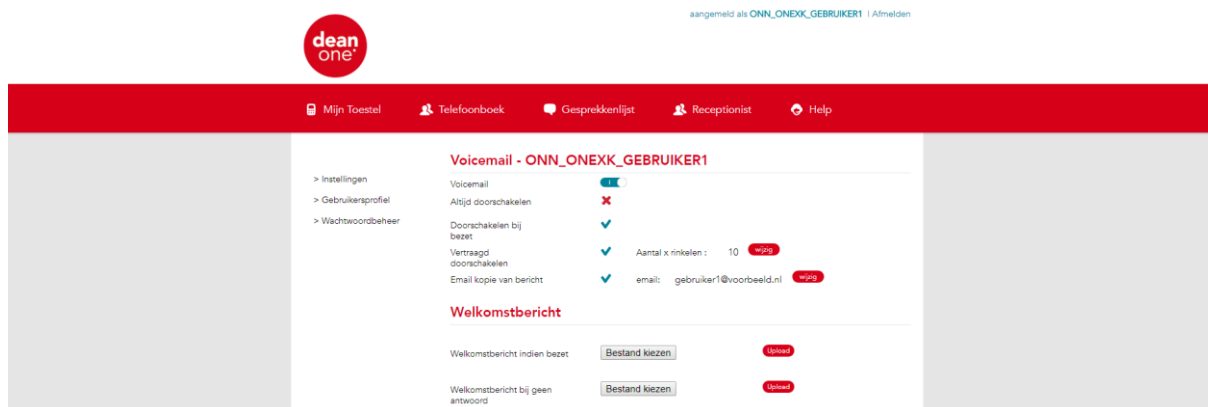 aangemeld als ONN_ONEXK_GEBRUIKER1 | Afmelden
dean
one
Mijn Toestel Telefoonboek Gesprekkenlijst Receptionist Help
Voicemail - ONN_ONEXK_GEBRUIKER1
> Instellingen
> Gebruikersprofiel
> Wachtwoordbeheer
Voicemail
Altijd doorschakelen
Doorschakelen bij
bezet
Vertraagd
doorschakelen
Aantal x rinkelen : 10 wijzig
Email kopie van bericht email: gebruiker1@voorbeeld.nl wijzig
Welkomstbericht
Welkomstbericht indien bezet Bestand kiezen Upload
Welkomstbericht bij geen
antwoord
Bestand kiezen Upload